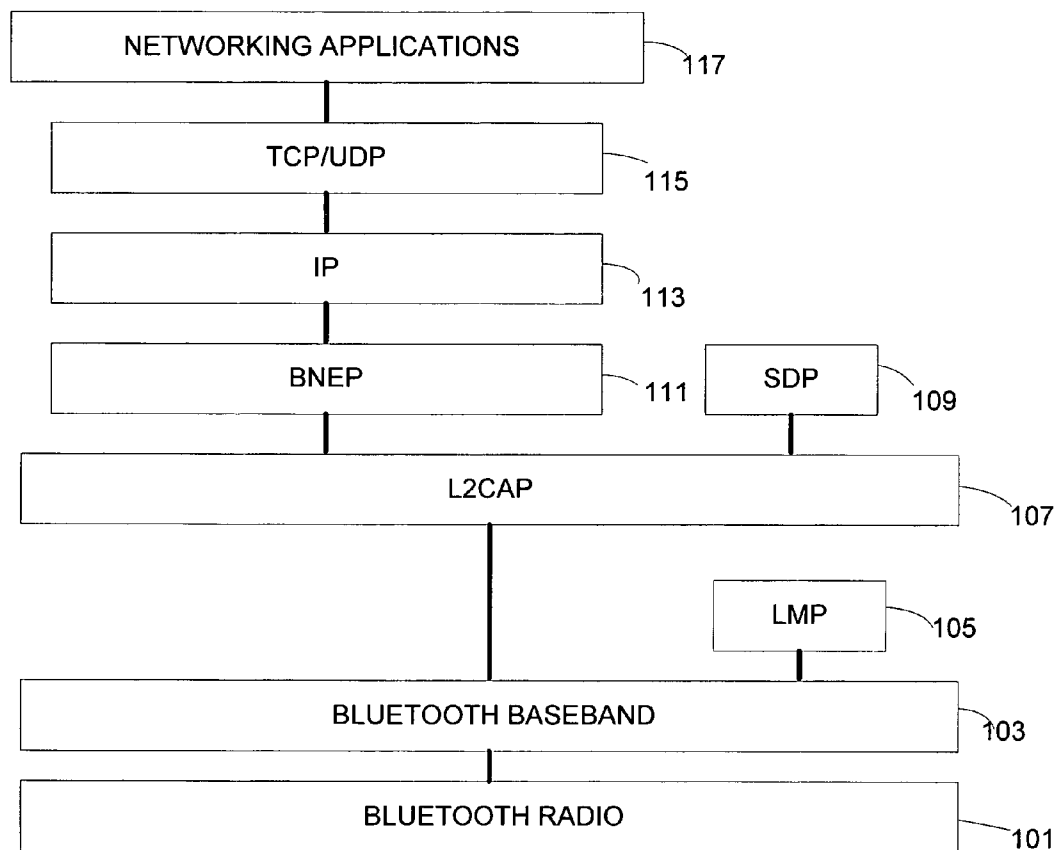 NETWORKING APPLICATIONS
117
TCP/UDP
115
IP
113
BNEP
111
SDP
109
L2CAP
107
LMP
105
BLUETOOTH BASEBAND
103
BLUETOOTH RADIO
101